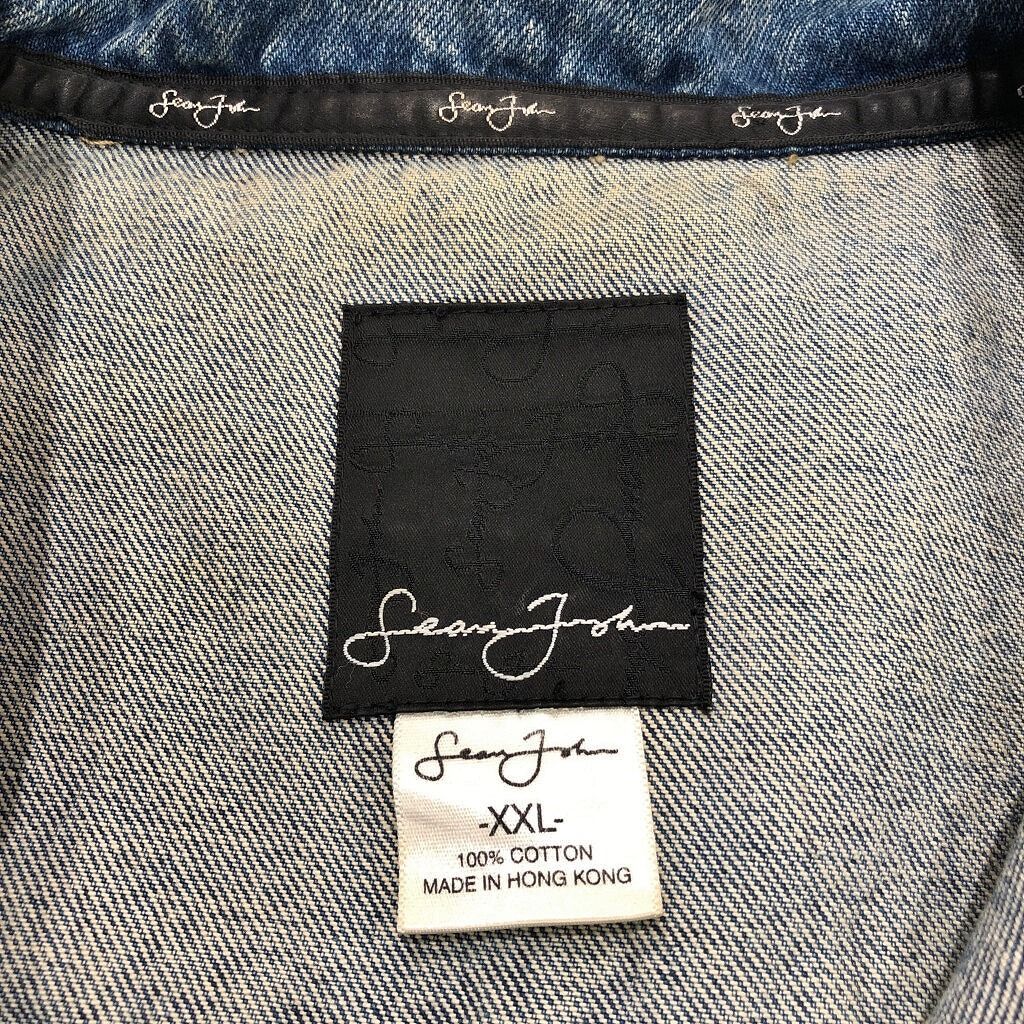 Sean John Sean John Sean John
Sean John
Sean John
-XXL-
100% COTTON
MADE IN HONG KONG